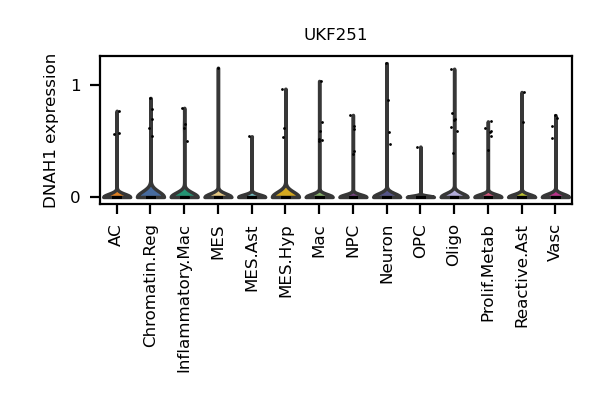 UKF251
DNAH1 expression
1
0
AC
Chromatin.Reg
Inflammatory.Mac
MES
MES.Ast
MES.Hyp
Mac
NPC
Neuron
OPC
Oligo
Prolif.Metab
Reactive.Ast
Vasc